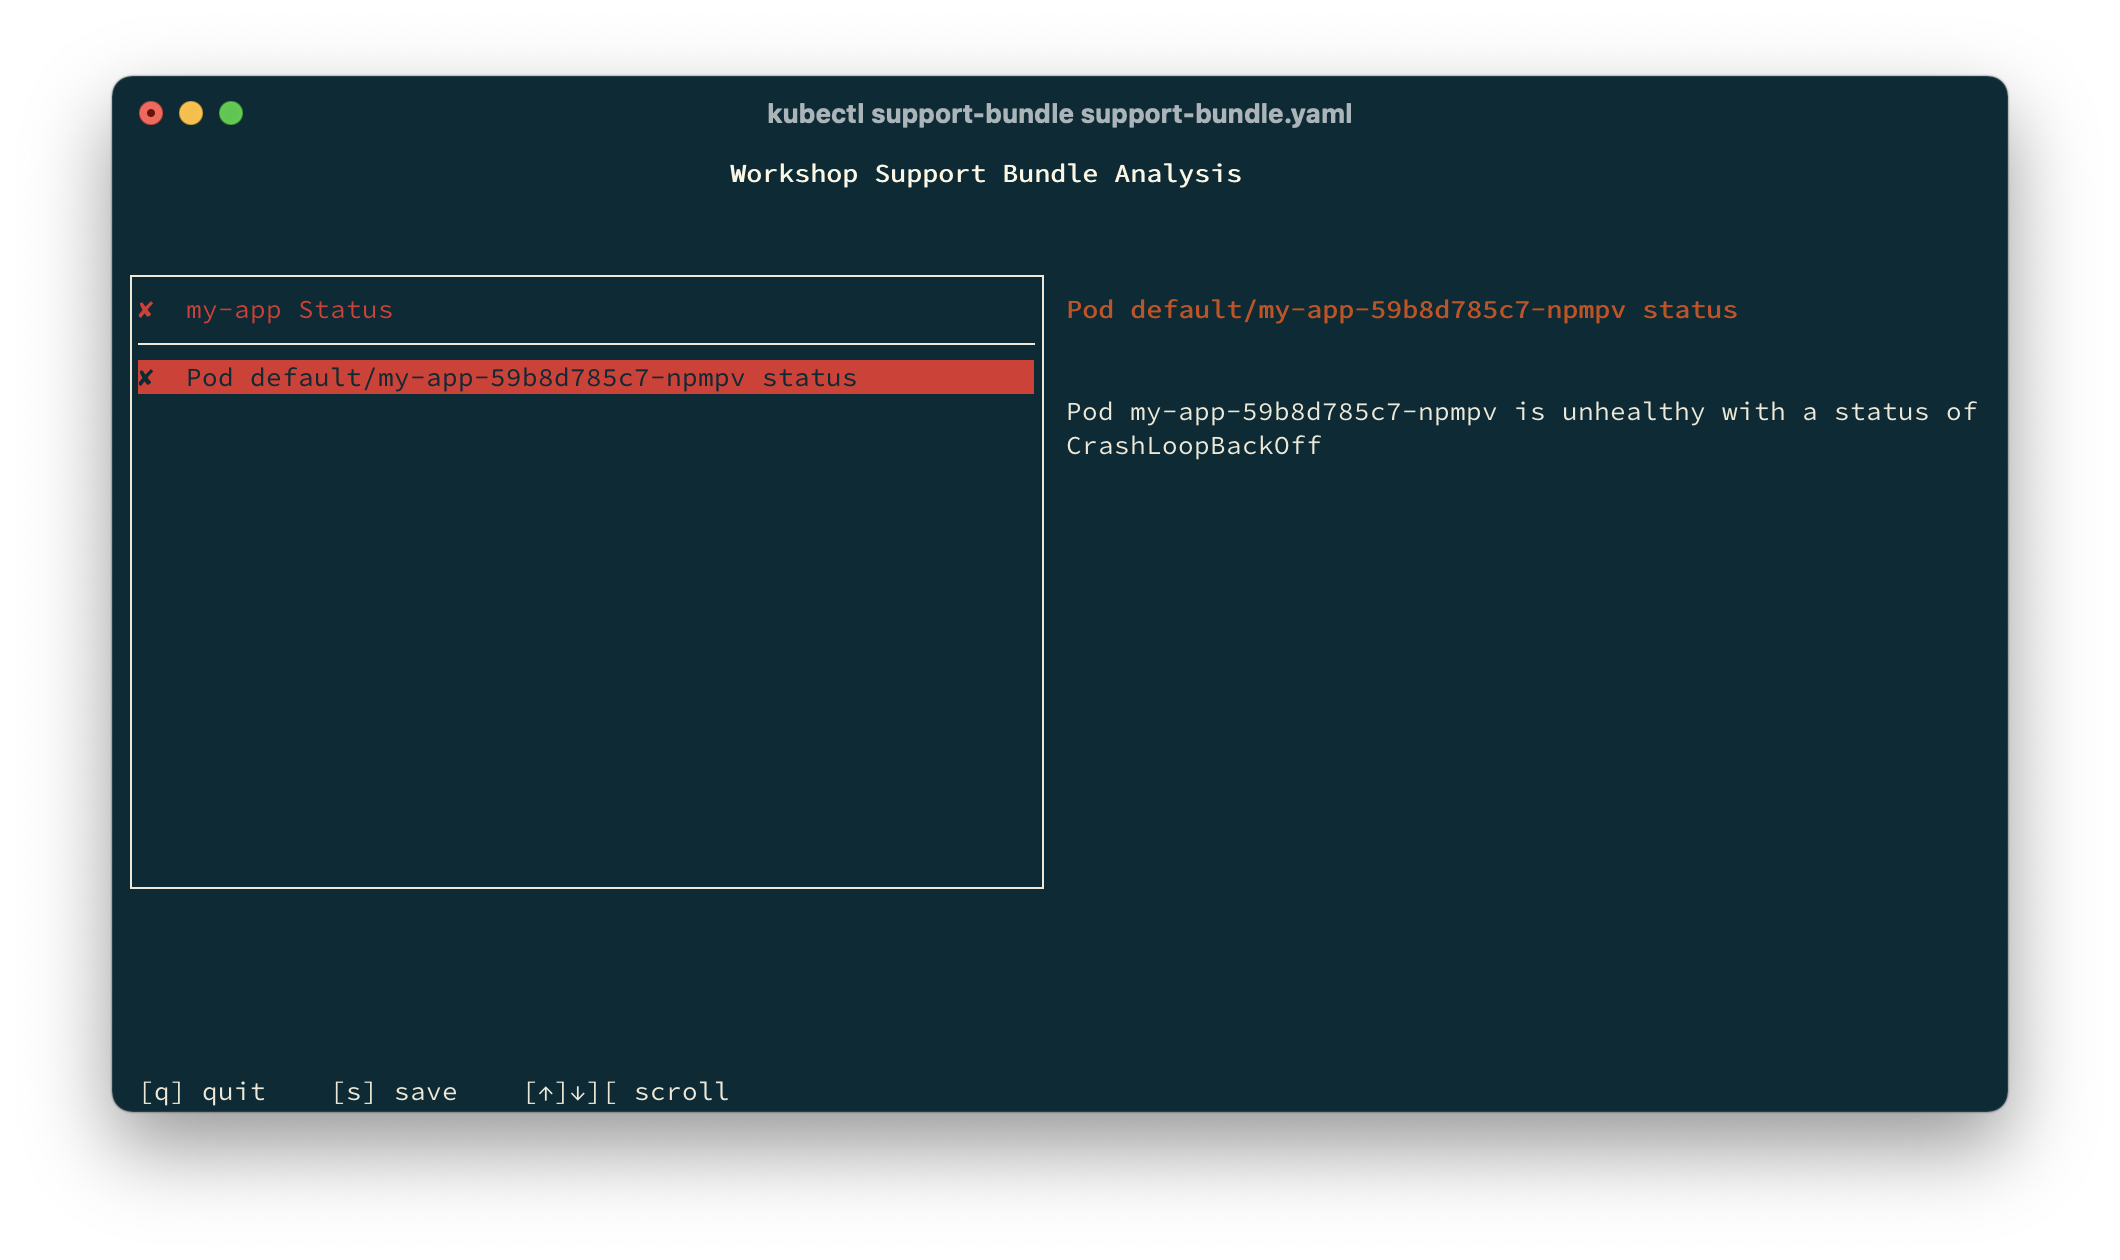 kubectl support-bundle support-bundle.yaml
Workshop Support Bundle Analysis
✘ my-app Status
✘ Pod default/my-app-59b8d785c7-npmpv status
Pod default/my-app-59b8d785c7-npmpv status
Pod my-app-59b8d785c7-npmpv is unhealthy with a status of
CrashLoopBackOff
[q] quit [s] save [↑]↓][ scroll